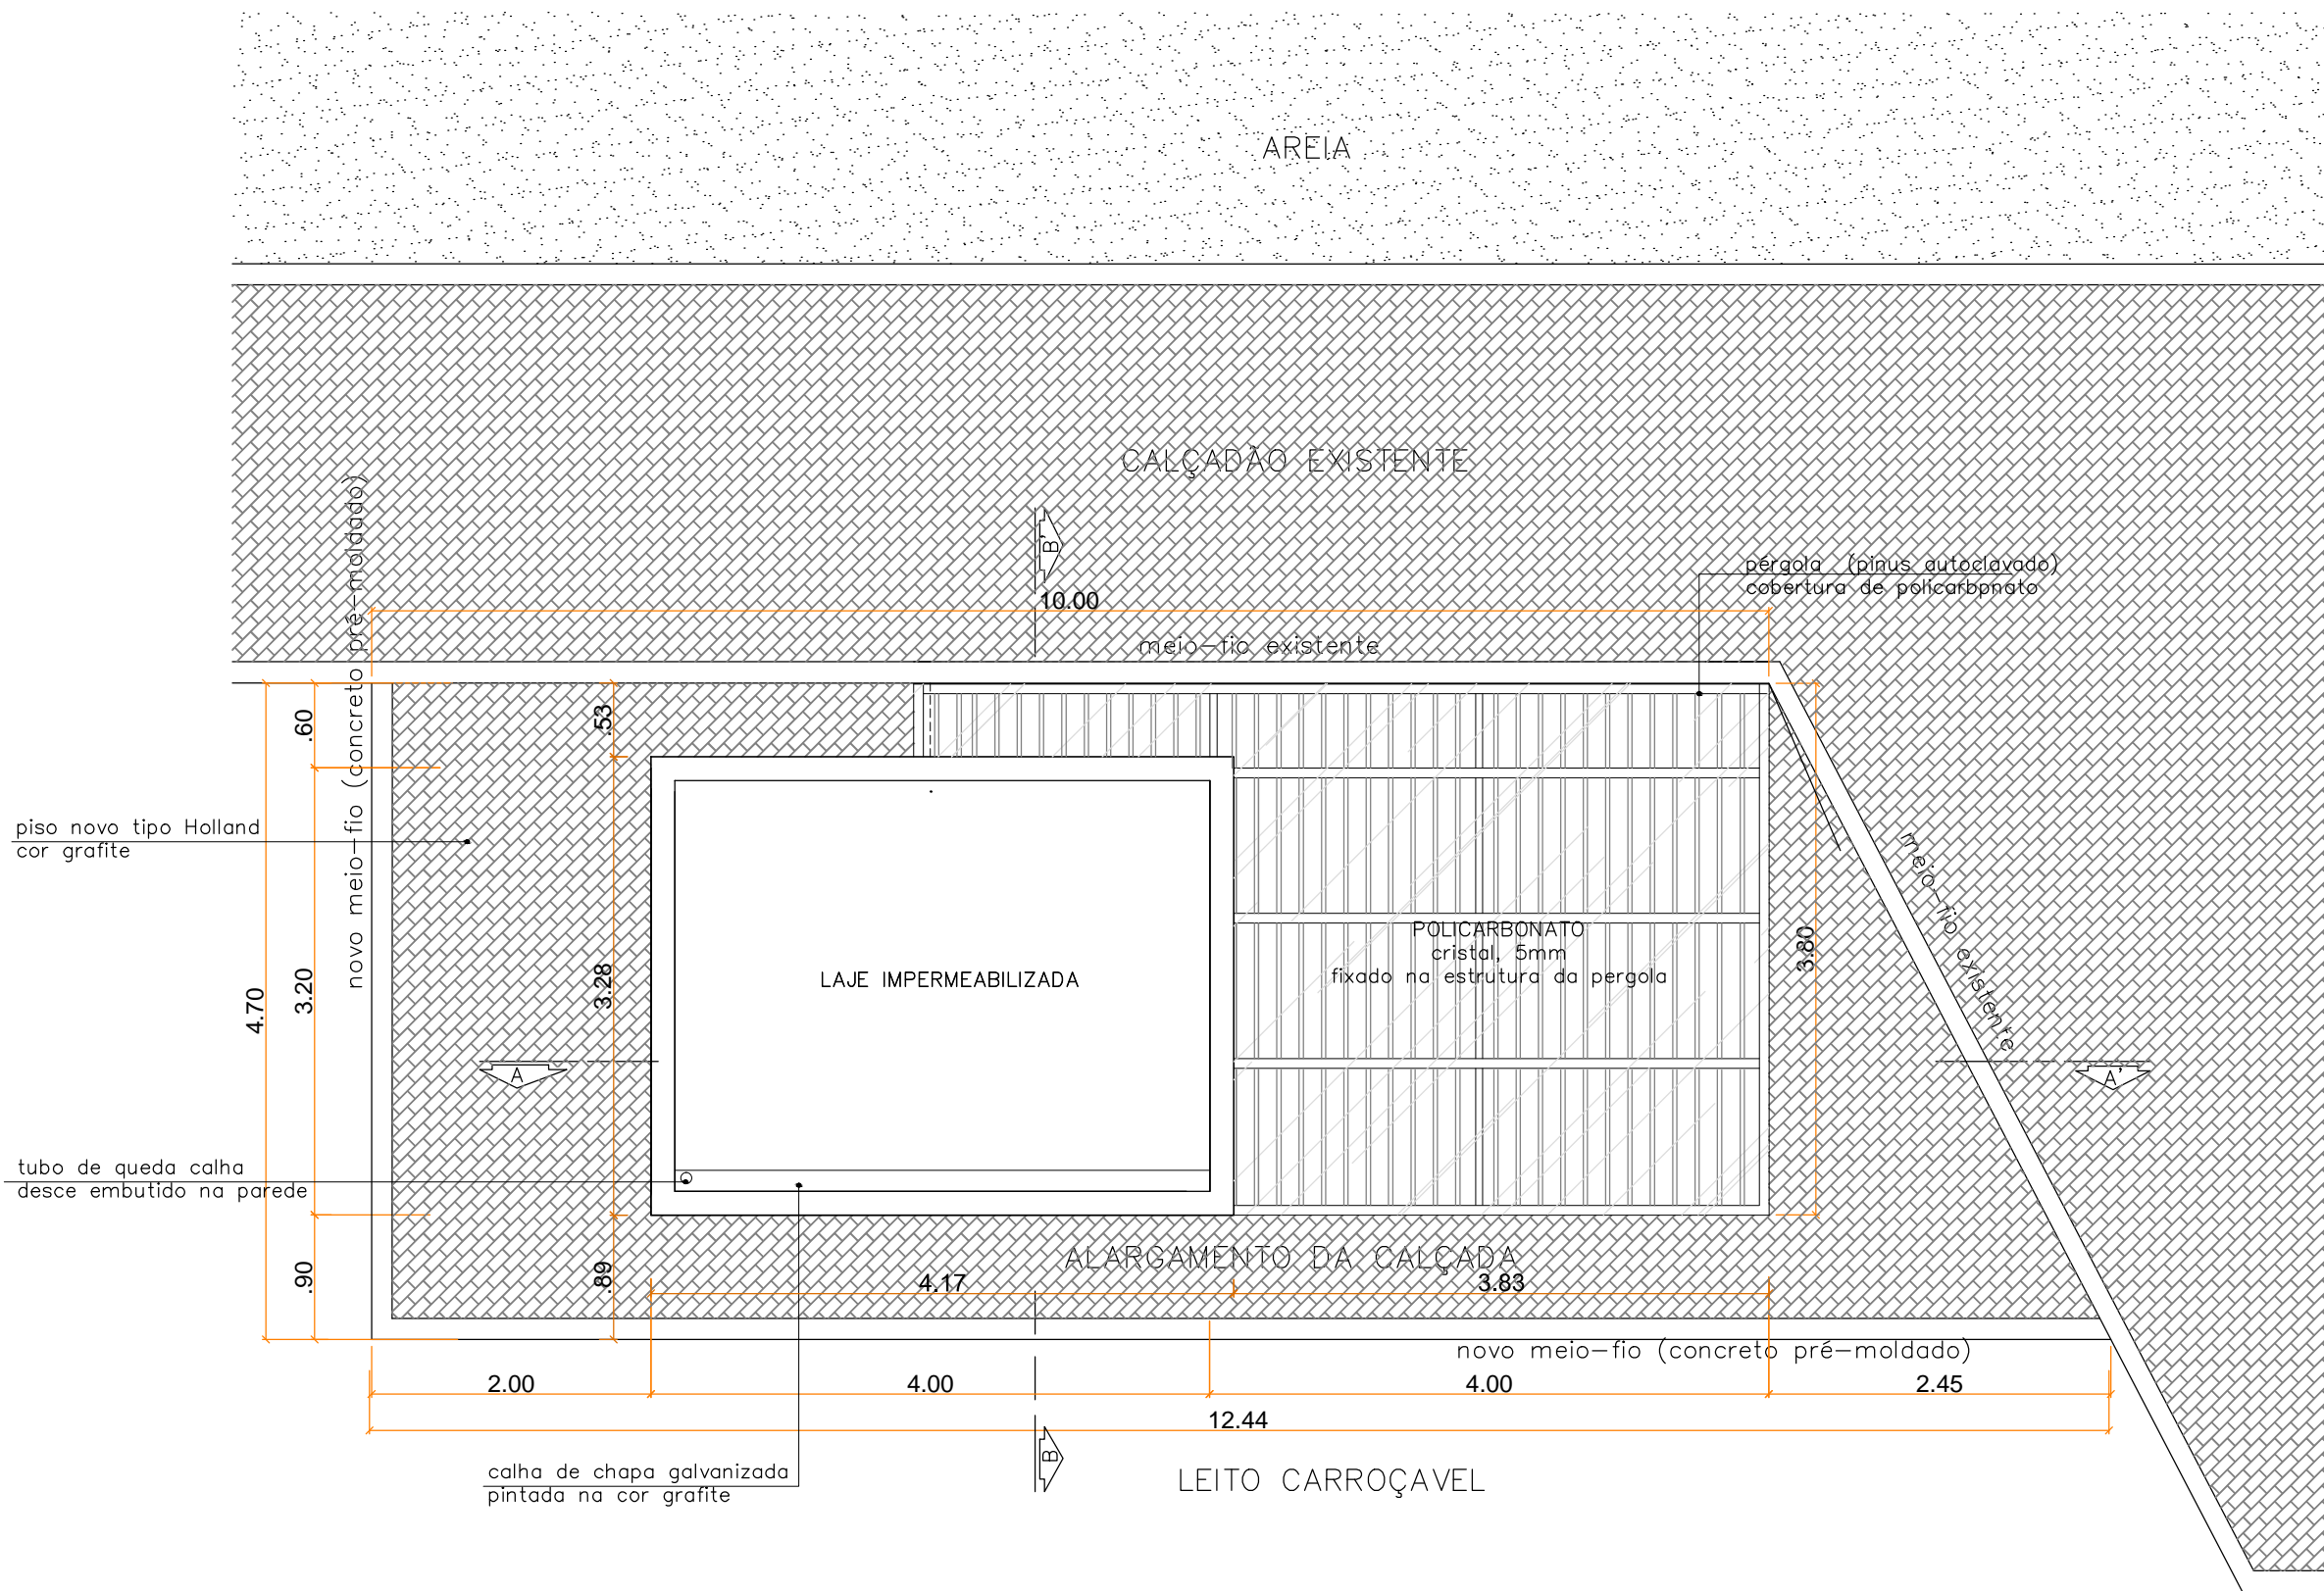 AREIA
CALÇADÃO EXISTENTE
B'
pérgola (pinus autoclavado)
cobertura de policarbpnato
10.00
meio-fio existente
novo meio-fio (concreto pré-moldado)
.60
.53
piso novo tipo Holland
cor grafite
meio-fio existente
POLICARBONATO
cristal, 5mm
fixado na estrutura da pergola
3.80
LAJE IMPERMEABILIZADA
4.70
3.20
3.28
A
A'
tubo de queda calha
desce embutido na parede
ALARGAMENTO DA CALÇADA
.90
.89
4.17
3.83
novo meio-fio (concreto pré-moldado)
2.00
4.00
4.00
2.45
12.44
B
calha de chapa galvanizada
pintada na cor grafite
LEITO CARROÇAVEL